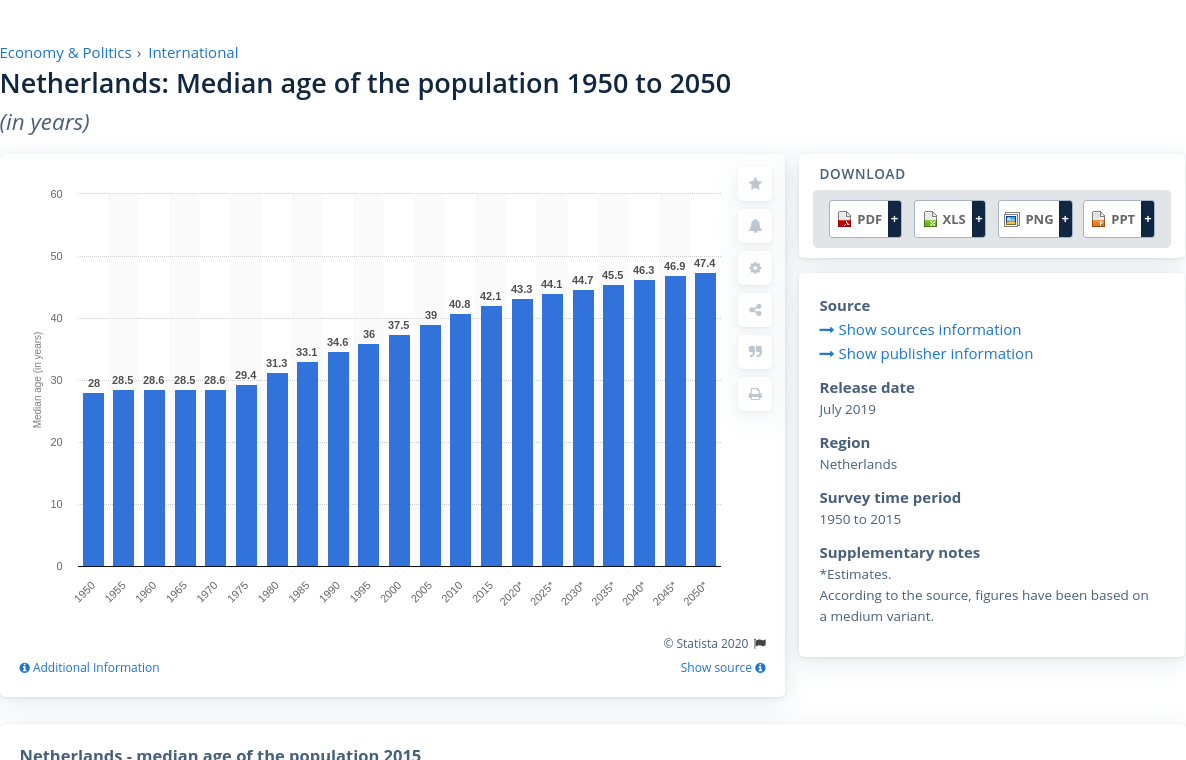 Economy & Politics › International
Netherlands: Median age of the population 1950 to 2050
(in years)
60
50
40
30
20
10
0
Median age (in years)
28 28.5 28.6 28.5 28.6 29.4 31.3 33.1 34.6 36 37.5 39 40.8 42.1 43.3 44.1 44.7 45.5 46.3 46.9 47.4
1950 1955 1960 1965 1970 1975 1980 1985 1990 1995 2000 2005 2010 2015 2020* 2025* 2030* 2035* 2040* 2045* 2050*
© Statista 2020
Additional Information
Show source
DOWNLOAD
PDF + XLS + PNG + PPT +
Source
Show sources information
Show publisher information
Release date
July 2019
Region
Netherlands
Survey time period
1950 to 2015
Supplementary notes
*Estimates.
According to the source, figures have been based on
a medium variant.
Netherlands - median age of the population 2015